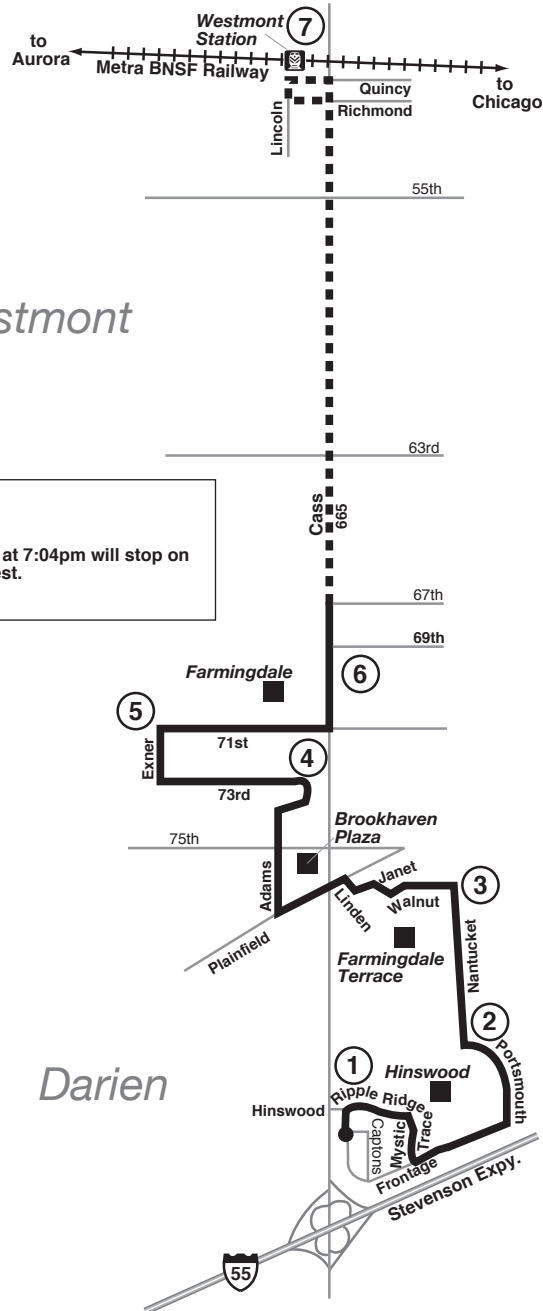 Westmont
Station
7
to
Aurora
Metra BNSF Railway
to
Chicago
Quincy
Richmond
Lincoln
55th
stmont
63rd
Cass
665
at 7:04pm will stop on
est.
67th
69th
6
Farmingdale
5
71st
Exner
4
73rd
Brookhaven
Plaza
75th
Adams
Janet
Linden
Walnut
3
Plainfield
Farmingdale
Terrace
Nantucket
2
Portsmouth
1
Hinswood
Darien
Ripple Ridge
Hinswood
Captons
Mystic
Trace
Frontage
Stevenson Expy.
55